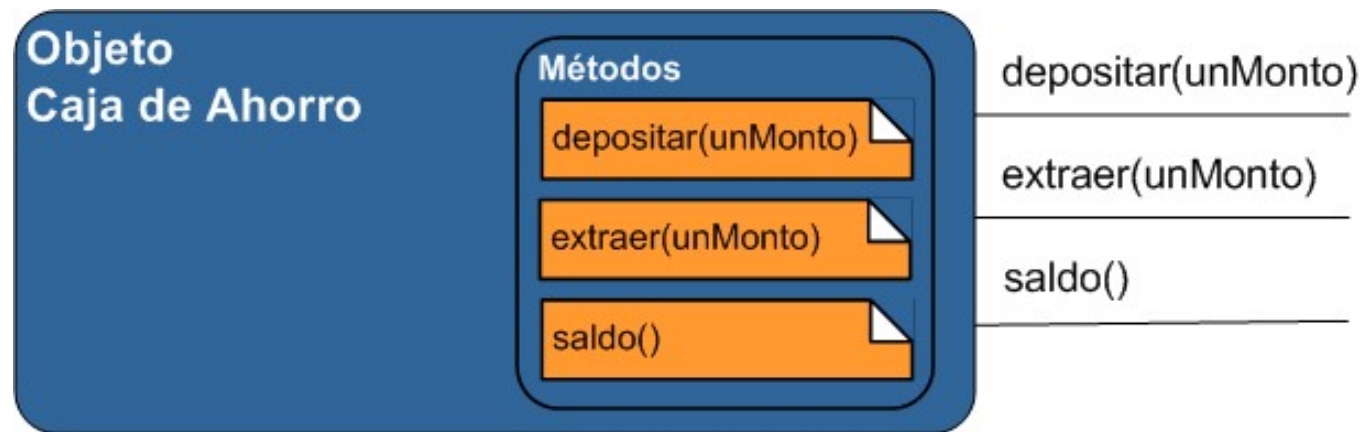 Objeto
Caja de Ahorro
Métodos
depositar(unMonto)
extraer(unMonto)
saldo()
depositar(unMonto)
extraer(unMonto)
saldo()